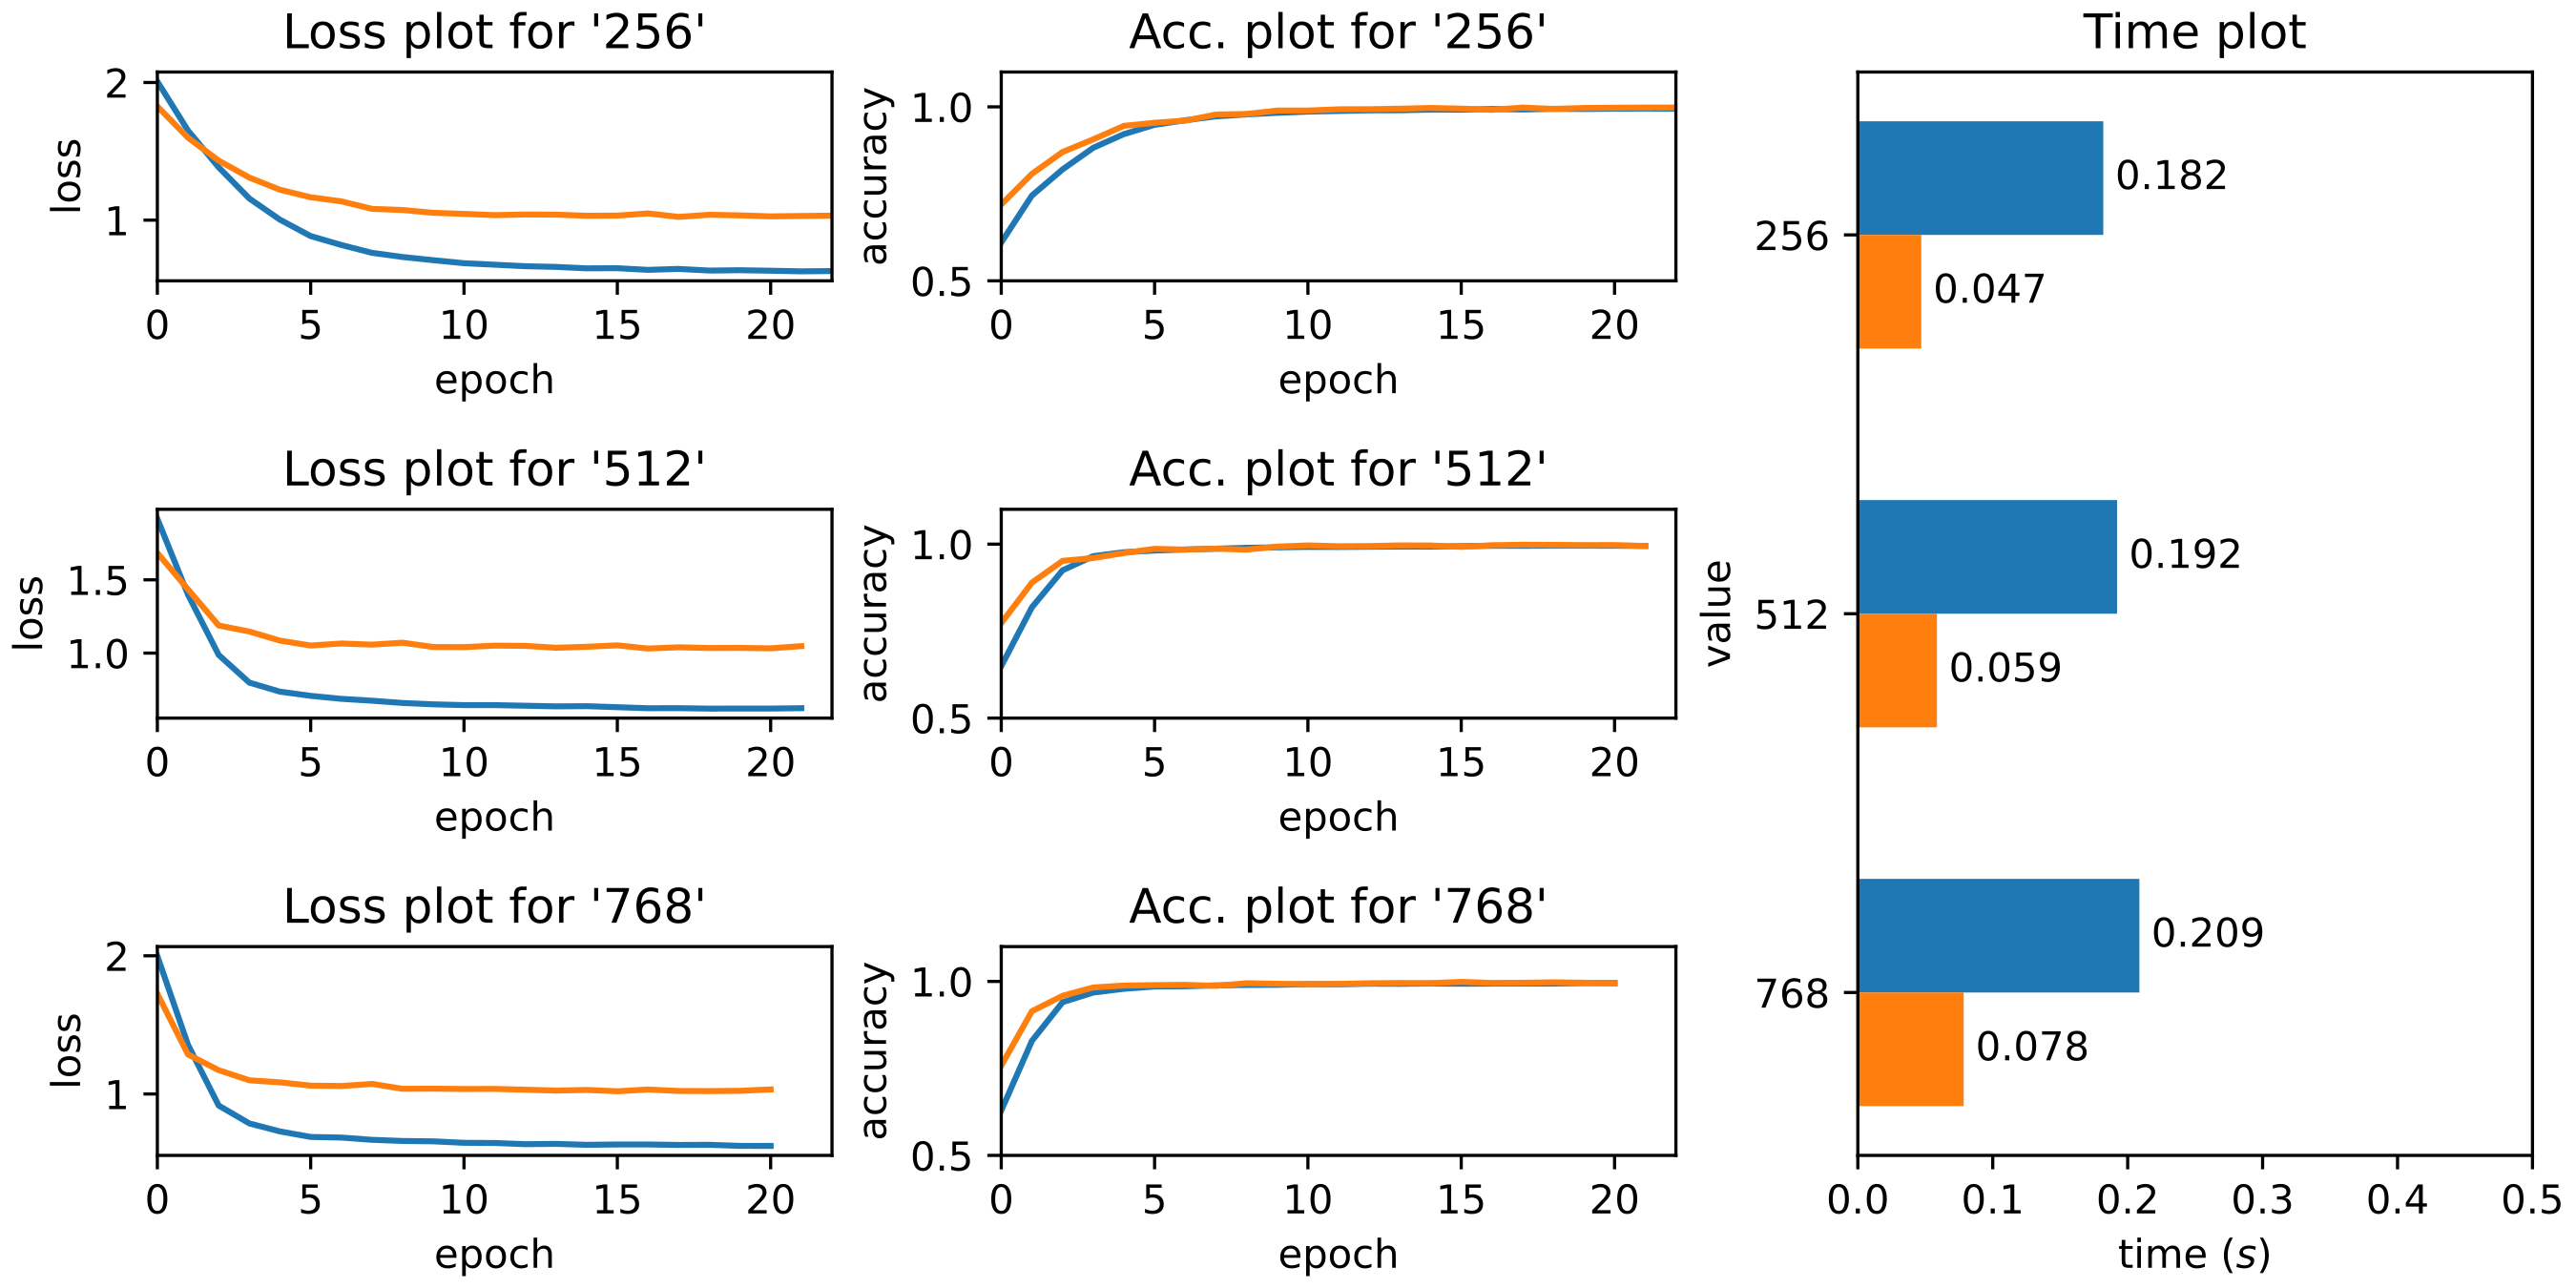 Loss plot for '256'
2
1
loss
0 5 10 15 20
epoch
Acc. plot for '256'
1.0
0.5
accuracy
0 5 10 15 20
epoch
Loss plot for '512'
1.5
1.0
loss
0 5 10 15 20
epoch
Acc. plot for '512'
1.0
0.5
accuracy
0 5 10 15 20
epoch
Loss plot for '768'
2
1
loss
0 5 10 15 20
epoch
Acc. plot for '768'
1.0
0.5
accuracy
0 5 10 15 20
epoch
Time plot
0.182
256
0.047
0.192
512
0.059
value
0.209
768
0.078
0.0 0.1 0.2 0.3 0.4 0.5
time (s)